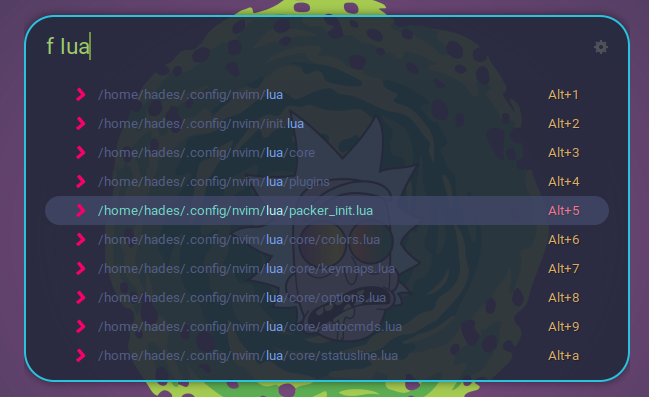 f lua
/home/hades/.config/nvim/lua Alt+1
/home/hades/.config/nvim/init.lua Alt+2
/home/hades/.config/nvim/lua/core Alt+3
/home/hades/.config/nvim/lua/plugins Alt+4
/home/hades/.config/nvim/lua/packer_init.lua Alt+5
/home/hades/.config/nvim/lua/core/colors.lua Alt+6
/home/hades/.config/nvim/lua/core/keymaps.lua Alt+7
/home/hades/.config/nvim/lua/core/options.lua Alt+8
/home/hades/.config/nvim/lua/core/autocmds.lua Alt+9
/home/hades/.config/nvim/lua/core/statusline.lua Alt+a